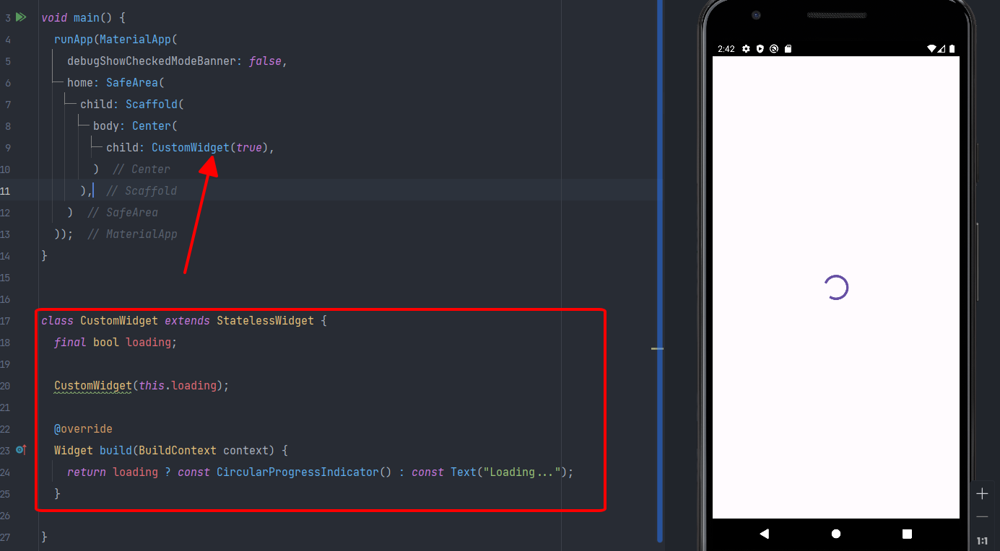 3 void main() {
4 runApp(MaterialApp(
5 debugShowCheckedModeBanner: false,
6 home: SafeArea(
7 child: Scaffold(
8 body: Center(
9 child: CustomWidget(true),
10 ) // Center
11 ), // Scaffold
12 ) // SafeArea
13 )); // MaterialApp
14 }
15
16
17 class CustomWidget extends StatelessWidget {
18 final bool loading;
19
20 CustomWidget(this.loading);
21
22 @override
23 Widget build(BuildContext context) {
24 return loading ? const CircularProgressIndicator() : const Text("Loading...");
25 }
26
27 }
2:42
1:1